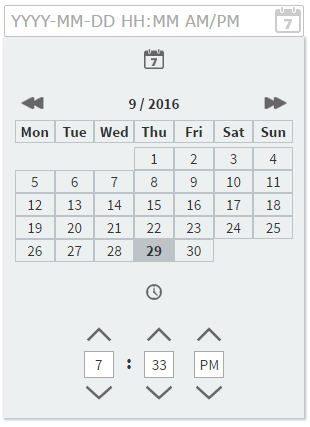 YYYY-MM-DD HH:MM AM/PM 7
7
9 / 2016
Mon Tue Wed Thu Fri Sat Sun
1 2 3 4
5 6 7 8 9 10 11
12 13 14 15 16 17 18
19 20 21 22 23 24 25
26 27 28 29 30
7 : 33 PM